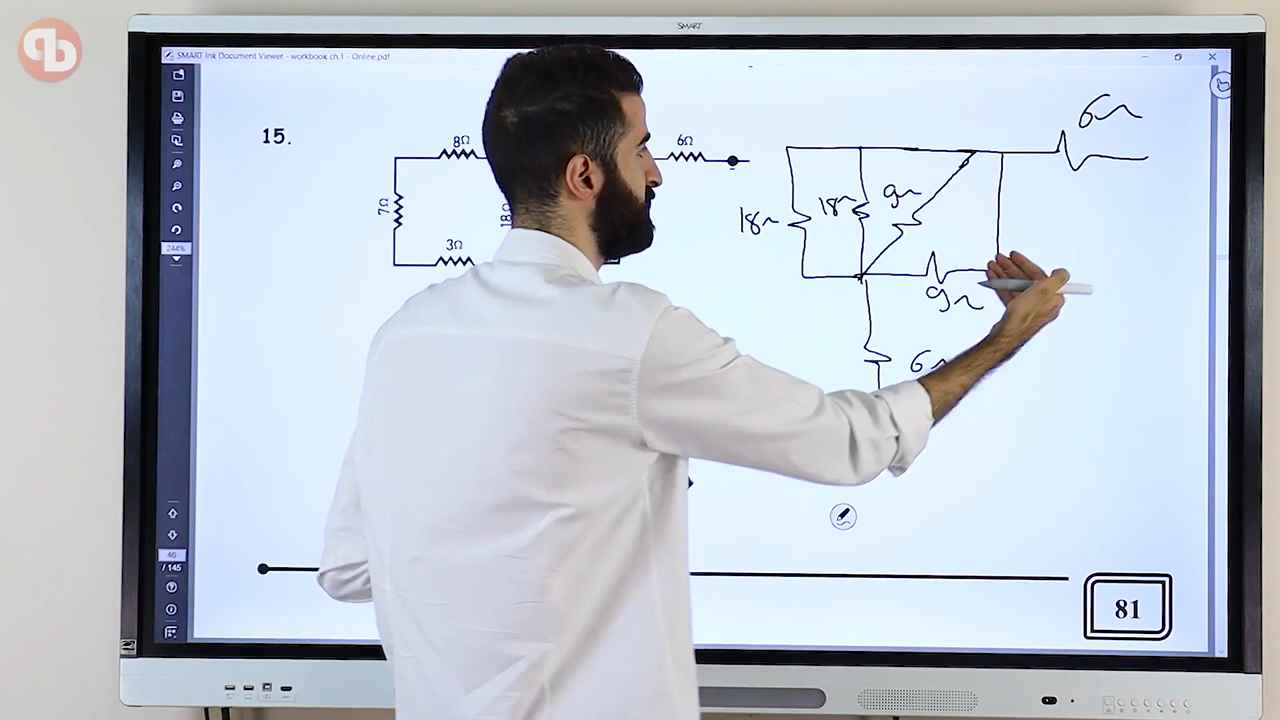 SMART
SMART Ink Document Viewer - workbook ch.1 - Online.pdf
15.
8Ω
6Ω
7Ω
18Ω
3Ω
6Ω
18Ω
18Ω
9Ω
9Ω
6Ω
244%
46
/ 145
81